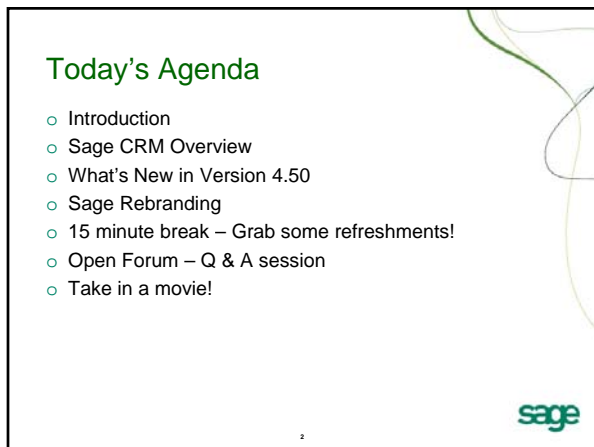 Today's Agenda
o Introduction
o Sage CRM Overview
o What's New in Version 4.50
o Sage Rebranding
o 15 minute break – Grab some refreshments!
o Open Forum – Q & A session
o Take in a movie!
sage
2